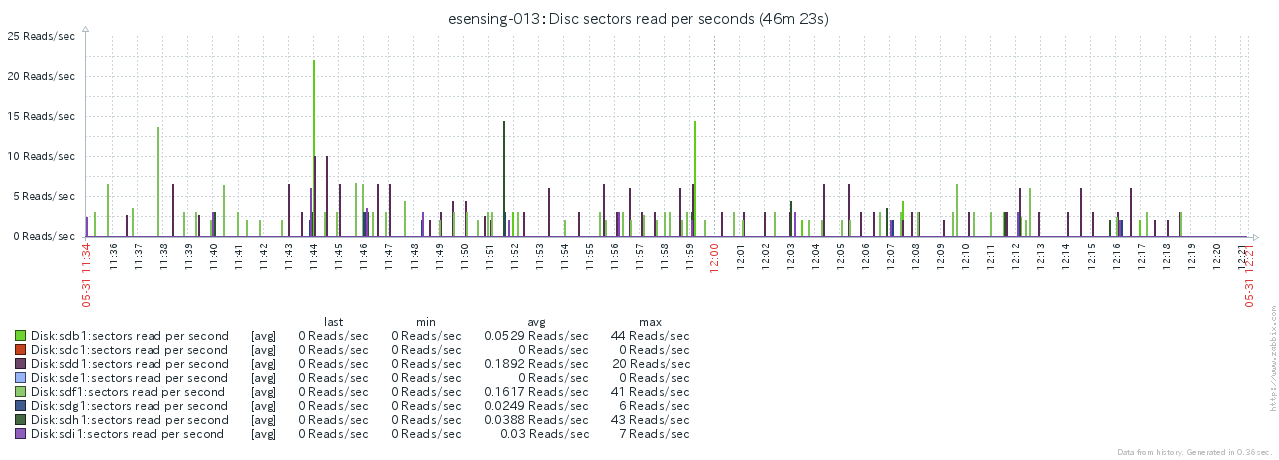 esensing-013: Disc sectors read per seconds (46m 23s)
25 Reads/sec
20 Reads/sec
15 Reads/sec
10 Reads/sec
5 Reads/sec
0 Reads/sec
05-31 11:34
11:36
11:37
11:38
11:39
11:40
11:41
11:42
11:43
11:44
11:45
11:46
11:47
11:48
11:49
11:50
11:51
11:52
11:53
11:54
11:55
11:56
11:57
11:58
11:59
12:00
12:01
12:02
12:03
12:04
12:05
12:06
12:07
12:08
12:09
12:10
12:11
12:12
12:13
12:14
12:15
12:16
12:17
12:18
12:19
12:20
12:21
05-31 12:21
last min avg max
Disk:sdb1:sectors read per second [avg] 0 Reads/sec 0 Reads/sec 0.0529 Reads/sec 44 Reads/sec
Disk:sdc1:sectors read per second [avg] 0 Reads/sec 0 Reads/sec 0 Reads/sec 0 Reads/sec
Disk:sdd1:sectors read per second [avg] 0 Reads/sec 0 Reads/sec 0.1892 Reads/sec 20 Reads/sec
Disk:sde1:sectors read per second [avg] 0 Reads/sec 0 Reads/sec 0 Reads/sec 0 Reads/sec
Disk:sdf1:sectors read per second [avg] 0 Reads/sec 0 Reads/sec 0.1617 Reads/sec 41 Reads/sec
Disk:sdg1:sectors read per second [avg] 0 Reads/sec 0 Reads/sec 0.0249 Reads/sec 6 Reads/sec
Disk:sdh1:sectors read per second [avg] 0 Reads/sec 0 Reads/sec 0.0388 Reads/sec 43 Reads/sec
Disk:sdi1:sectors read per second [avg] 0 Reads/sec 0 Reads/sec 0.03 Reads/sec 7 Reads/sec
http://www.zabbix.com
Data from history. Generated in 0.36 sec.